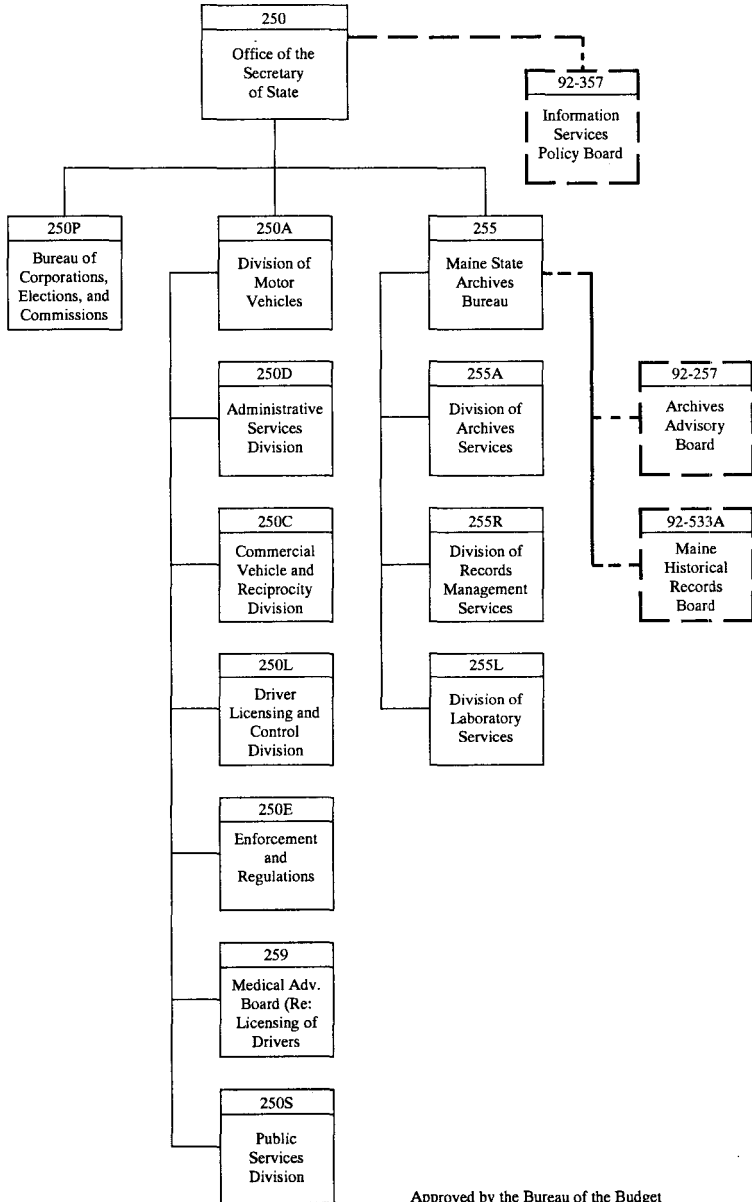 250
Office of the
Secretary
of State
92-357
Information
Services
Policy Board
250P
Bureau of
Corporations,
Elections, and
Commissions
250A
Division of
Motor
Vehicles
255
Maine State
Archives
Bureau
250D
Administrative
Services
Division
255A
Division of
Archives
Services
92-257
Archives
Advisory
Board
250C
Commercial
Vehicle and
Reciprocity
Division
255R
Division of
Records
Management
Services
92-533A
Maine
Historical
Records
Board
250L
Driver
Licensing and
Control
Division
255L
Division of
Laboratory
Services
250E
Enforcement
and
Regulations
259
Medical Adv.
Board (Re:
Licensing of
Drivers
250S
Public
Services
Division
Approved by the Bureau of the Budget